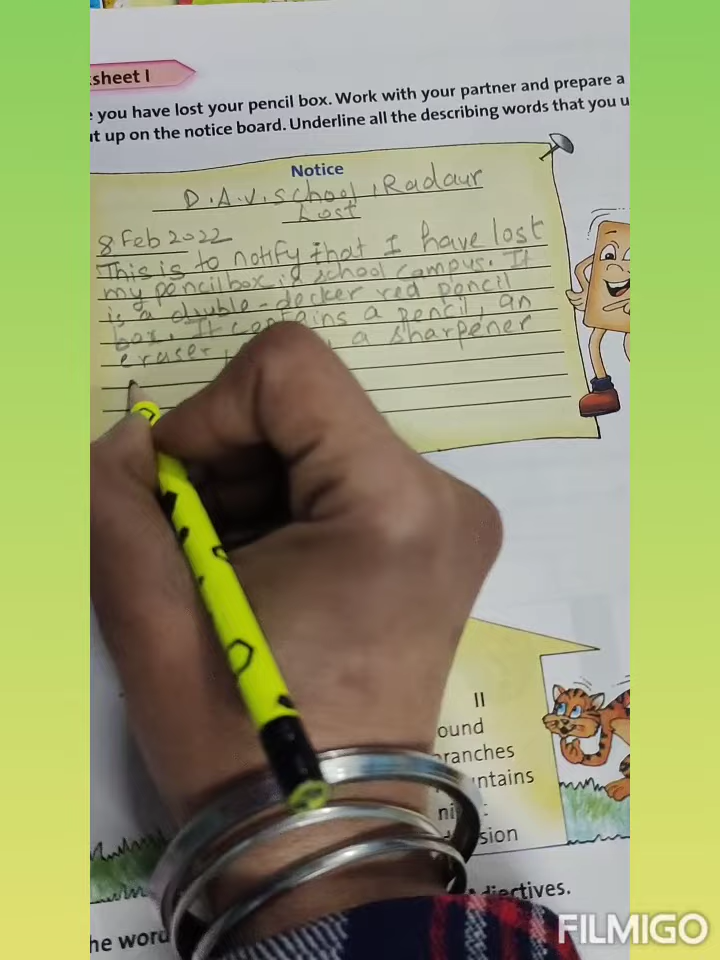 sheet I
you have lost your pencil box. Work with your partner and prepare a
up on the notice board. Underline all the describing words that you u
Notice
D.A.V. school, Radaur
Lost
8 Feb 2022
This is to notify that I have lost
my pencil box in school campus. It
is a double-decker red pencil
box. It contains a pencil, an
eraser, a sharpener
II
ound
ranches
ntains
sion
djectives.
he word
FILMIGO